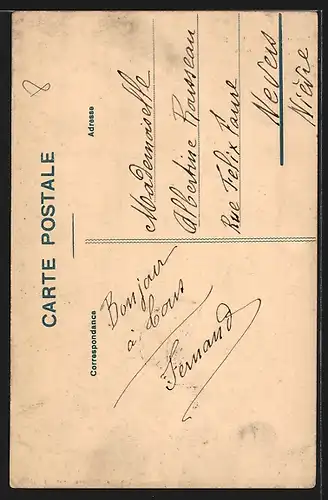 CARTE POSTALE
Correspondance
Bonjour
à tous
Fernand
Adresse
Mademoiselle
Albertine Rousseau
Rue Felix Faure
Nevers
Nièvre
8